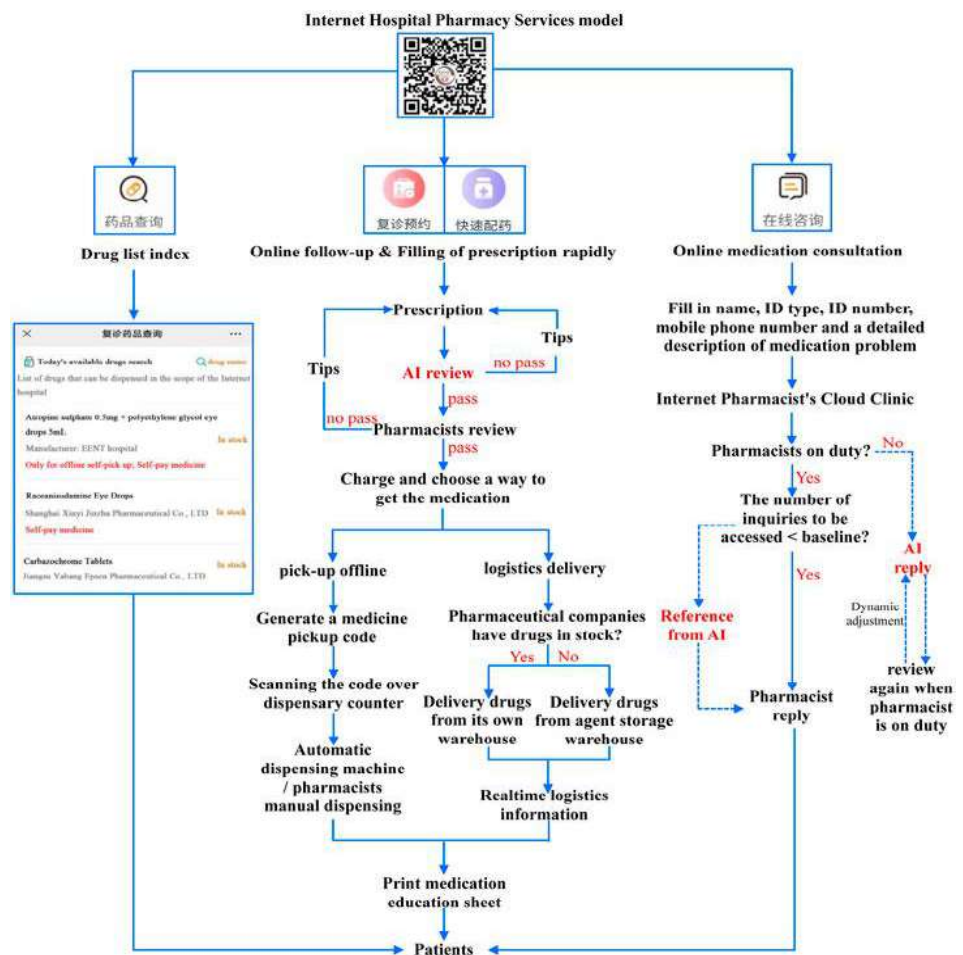 Internet Hospital Pharmacy Services model
药品查询
复诊预约
快速配药
在线咨询
Drug list index
Online follow-up & Filling of prescription rapidly
Online medication consultation
×
复诊药品查询
...
Today's available drugs search
drug name
List of drugs that can be dispensed in the scope of the Internet
hospital
Atropine sulphate 0.5mg + polyethylene glycol eye
drops 5mL
In stock
Manufacturer: EENT hospital
Only for offline self-pick up; Self-pay medicine
Eye Drops
Pharmaceutical Co., LTD
In stock
Self-pay medicine
Carbazochrome Tablets
In stock
Pharmaceutical Co., LTD
Prescription
Tips
Tips
AI review
no pass
pass
no pass
Pharmacists review
pass
Charge and choose a way to
get the medication
pick-up offline
Generate a medicine
pickup code
Scanning the code over
dispensary counter
Automatic
dispensing machine
/ pharmacists
manual dispensing
logistics delivery
Pharmaceutical companies
have drugs in stock?
Yes
No
Delivery drugs
from its own
warehouse
Delivery drugs
from agent storage
warehouse
Realtime logistics
information
Print medication
education sheet
Patients
Fill in name, ID type, ID number,
mobile phone number and a detailed
description of medication problem
Internet Pharmacist's Cloud Clinic
Pharmacists on duty?
No
Yes
The number of
inquiries to be
accessed < baseline?
Yes
Reference
from AI
AI
reply
Dynamic
adjustment
review
again when
pharmacist
is on duty
Pharmacist
reply